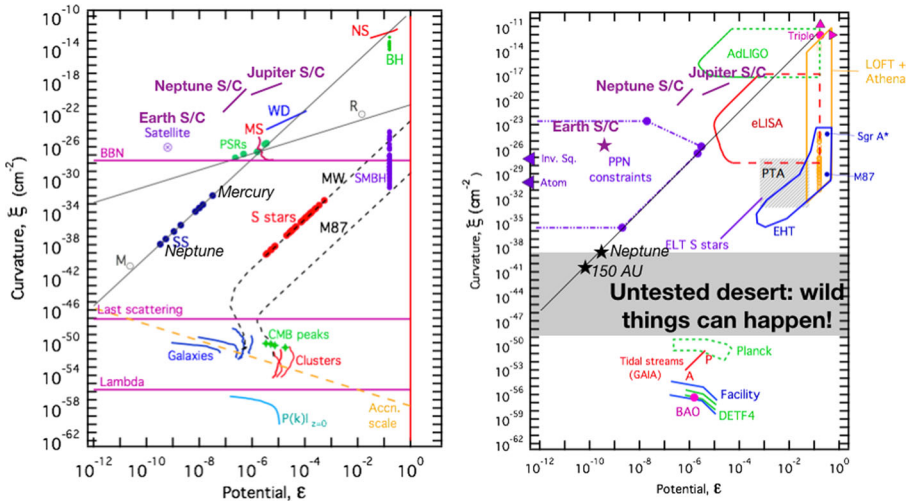 10^-10
10^-14
10^-18
10^-22
10^-26
10^-30
10^-34
10^-38
10^-42
10^-46
10^-50
10^-54
10^-58
10^-62
Curvature, ξ (cm^-2)
NS
BH
Jupiter S/C
Neptune S/C
Earth S/C
WD
R
Satellite
MS
PSRs
BBN
MW
SMBH
Mercury
S stars
M87
SS
Neptune
M
Last scattering
CMB peaks
Galaxies
Clusters
Lambda
Accn.
scale
P(k)|z=0
10^-12
10^-10
10^-8
10^-6
10^-4
10^-2
10^0
Potential, ε
10^-11
10^-14
10^-17
10^-20
10^-23
10^-26
10^-29
10^-32
10^-35
10^-38
10^-41
10^-44
10^-47
10^-50
10^-53
10^-56
10^-59
10^-62
Curvature, ξ (cm^-2)
Triple
AdLIGO
LOFT +
Athena
Jupiter S/C
Neptune S/C
eLISA
Earth S/C
Sgr A*
Inv. Sq.
PPN
constraints
PTA
M87
Atom
EHT
ELT S stars
Neptune
150 AU
Untested desert: wild
things can happen!
Planck
Tidal streams
(GAIA)
P
A
Facility
BAO
DETF4
10^-12
10^-10
10^-8
10^-6
10^-4
10^-2
10^0
Potential, ε